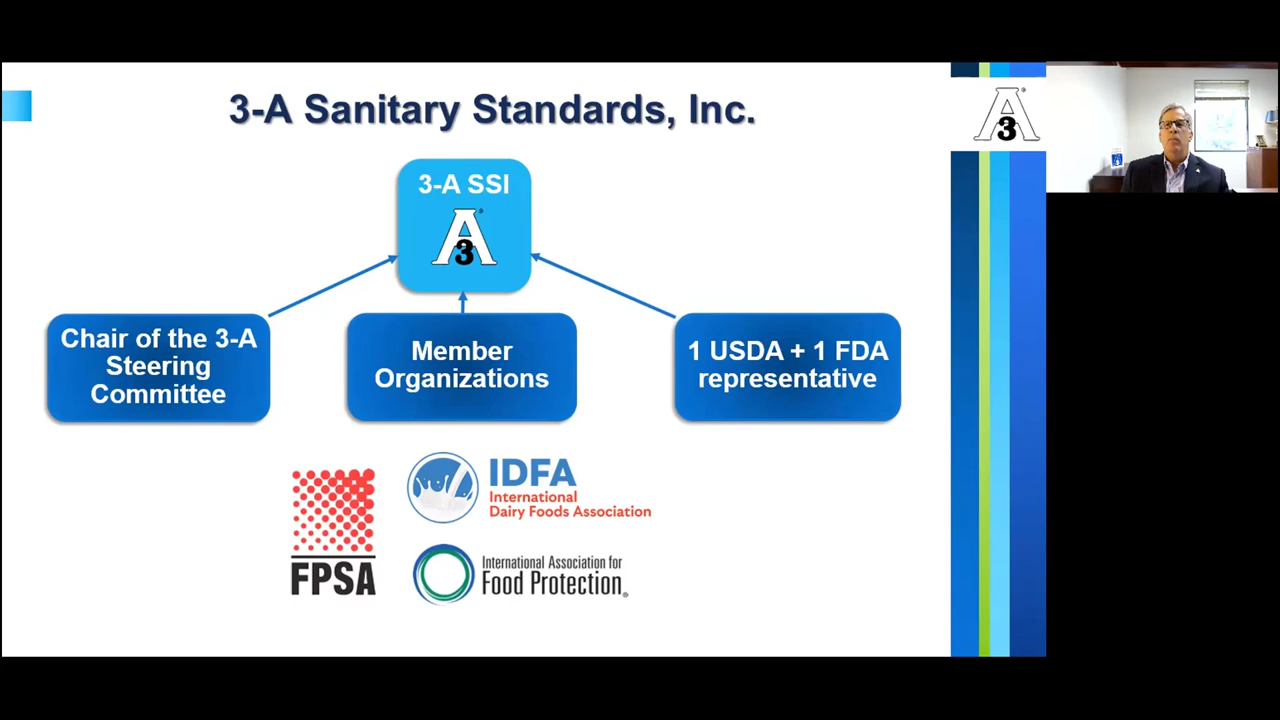 3-A Sanitary Standards, Inc.
A
3
®
3-A SSI
A
3
®
Chair of the 3-A
Steering
Committee
Member
Organizations
1 USDA + 1 FDA
representative
FPSA
IDFA
International
Dairy Foods Association
International Association for
Food Protection®